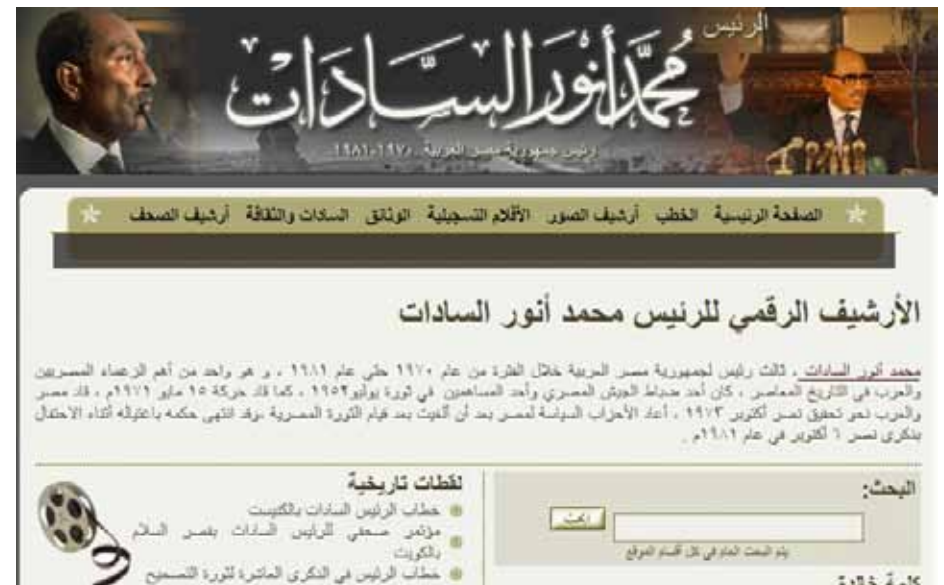 الرئيس
محمد أنور السادات
رئيس جمهورية مصر العربية ١٩٧٠-١٩٨١
الصفحة الرئيسية الخطب أرشيف الصور الأفلام التسجيلية الوثائق السادات والثقافة أرشيف الصحف
الأرشيف الرقمي للرئيس محمد أنور السادات
محمد أنور السادات ، ثالث رئيس لجمهورية مصر العربية خلال الفترة من عام ١٩٧٠ حتى عام ١٩٨١ ، و هو واحد من أهم الزعماء المصريين
والعرب في التاريخ المعاصر ، كان أحد ضباط الجيش المصري وأحد المساهمين في ثورة يوليو ١٩٥٢ ، كما قاد حركة ١٥ مايو ١٩٧١م ، قاد مصر
والعرب نحو تحقيق نصر أكتوبر ١٩٧٣ ، أعاد الأحزاب السياسة لمصر بعد أن ألغيت بعد قيام الثورة المصرية ،وقد انتهى حكمه باغتياله أثناء الاحتفال
بذكرى نصر ٦ أكتوبر في عام ١٩٨١م .
البحث:
ابحث
يتم البحث العام في كل أقسام الموقع
كلمة خالدة
لقطات تاريخية
خطاب الرئيس السادات بالكنيست
مؤتمر صحفي للرئيس السادات بقصر السلام
بالكويت
خطاب الرئيس في الذكرى العاشرة لثورة التصحيح